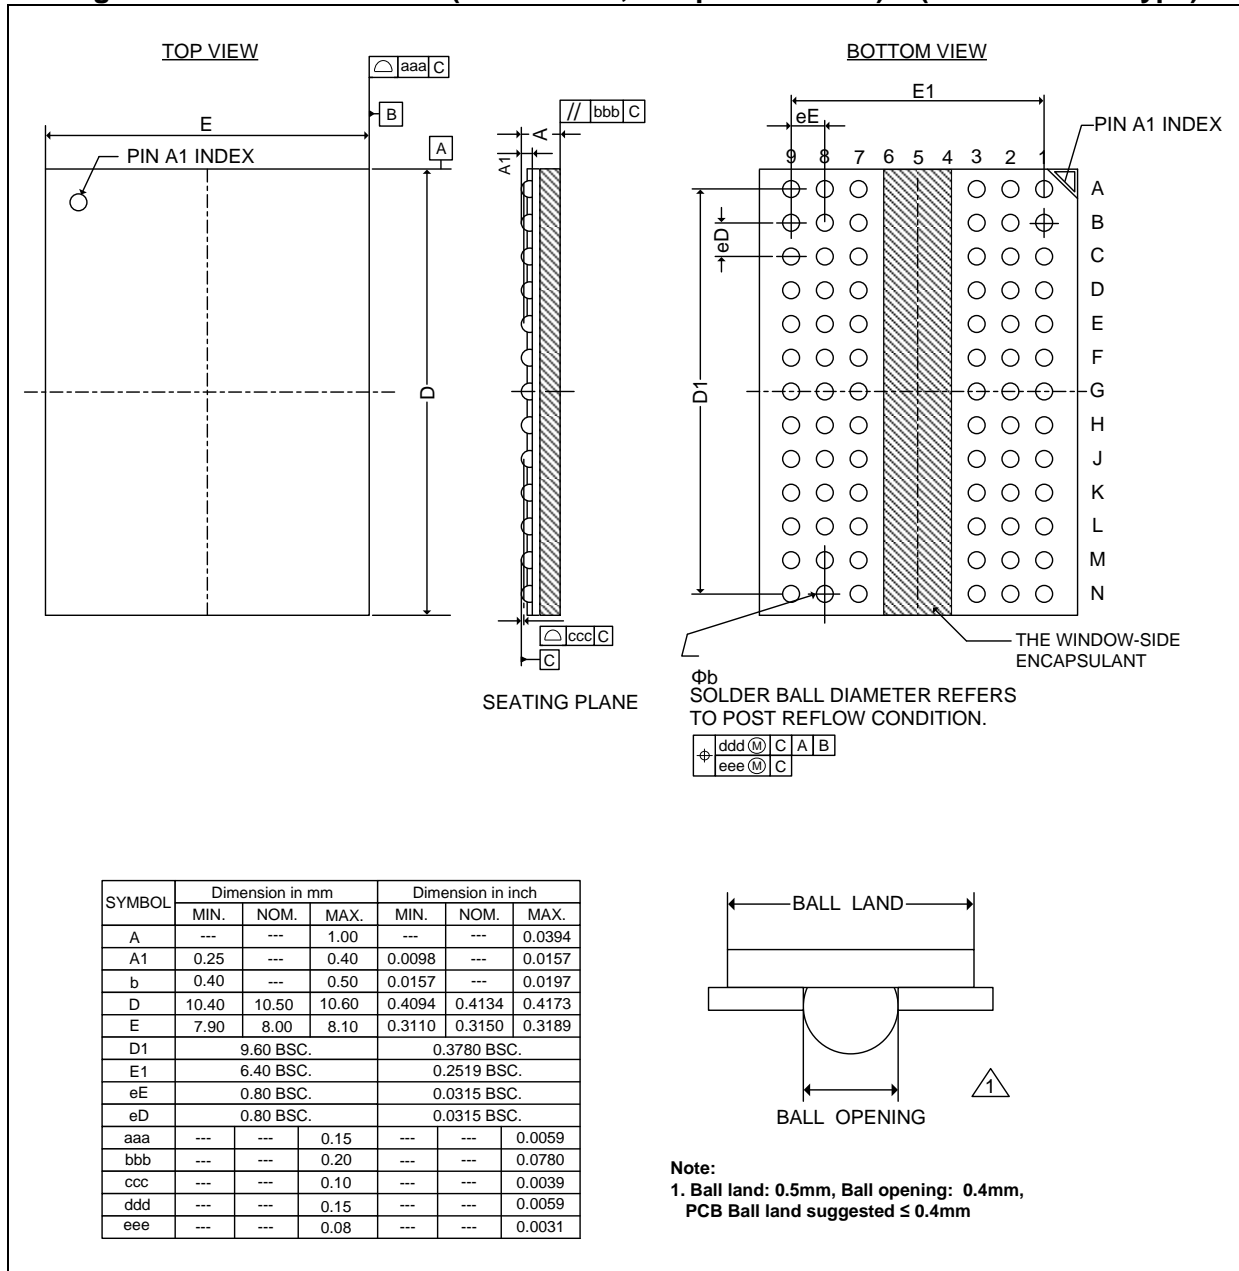 TOP VIEW
aaa C
B
E
A
PIN A1 INDEX
D
// bbb C
A
A1
ccc C
C
SEATING PLANE
BOTTOM VIEW
E1
eE
PIN A1 INDEX
9 8 7 6 5 4 3 2 1
A
B
C
D
E
F
G
H
J
K
L
M
N
eD
D1
THE WINDOW-SIDE
ENCAPSULANT
Φb
SOLDER BALL DIAMETER REFERS
TO POST REFLOW CONDITION.
⌖ ddd Ⓜ C A B
eee Ⓜ C
SYMBOL Dimension in mm Dimension in inch
MIN. NOM. MAX. MIN. NOM. MAX.
A --- --- 1.00 --- --- 0.0394
A1 0.25 --- 0.40 0.0098 --- 0.0157
b 0.40 --- 0.50 0.0157 --- 0.0197
D 10.40 10.50 10.60 0.4094 0.4134 0.4173
E 7.90 8.00 8.10 0.3110 0.3150 0.3189
D1 9.60 BSC. 0.3780 BSC.
E1 6.40 BSC. 0.2519 BSC.
eE 0.80 BSC. 0.0315 BSC.
eD 0.80 BSC. 0.0315 BSC.
aaa --- --- 0.15 --- --- 0.0059
bbb --- --- 0.20 --- --- 0.0780
ccc --- --- 0.10 --- --- 0.0039
ddd --- --- 0.15 --- --- 0.0059
eee --- --- 0.08 --- --- 0.0031
BALL LAND
1
BALL OPENING
Note:
1. Ball land: 0.5mm, Ball opening: 0.4mm,
PCB Ball land suggested ≤ 0.4mm